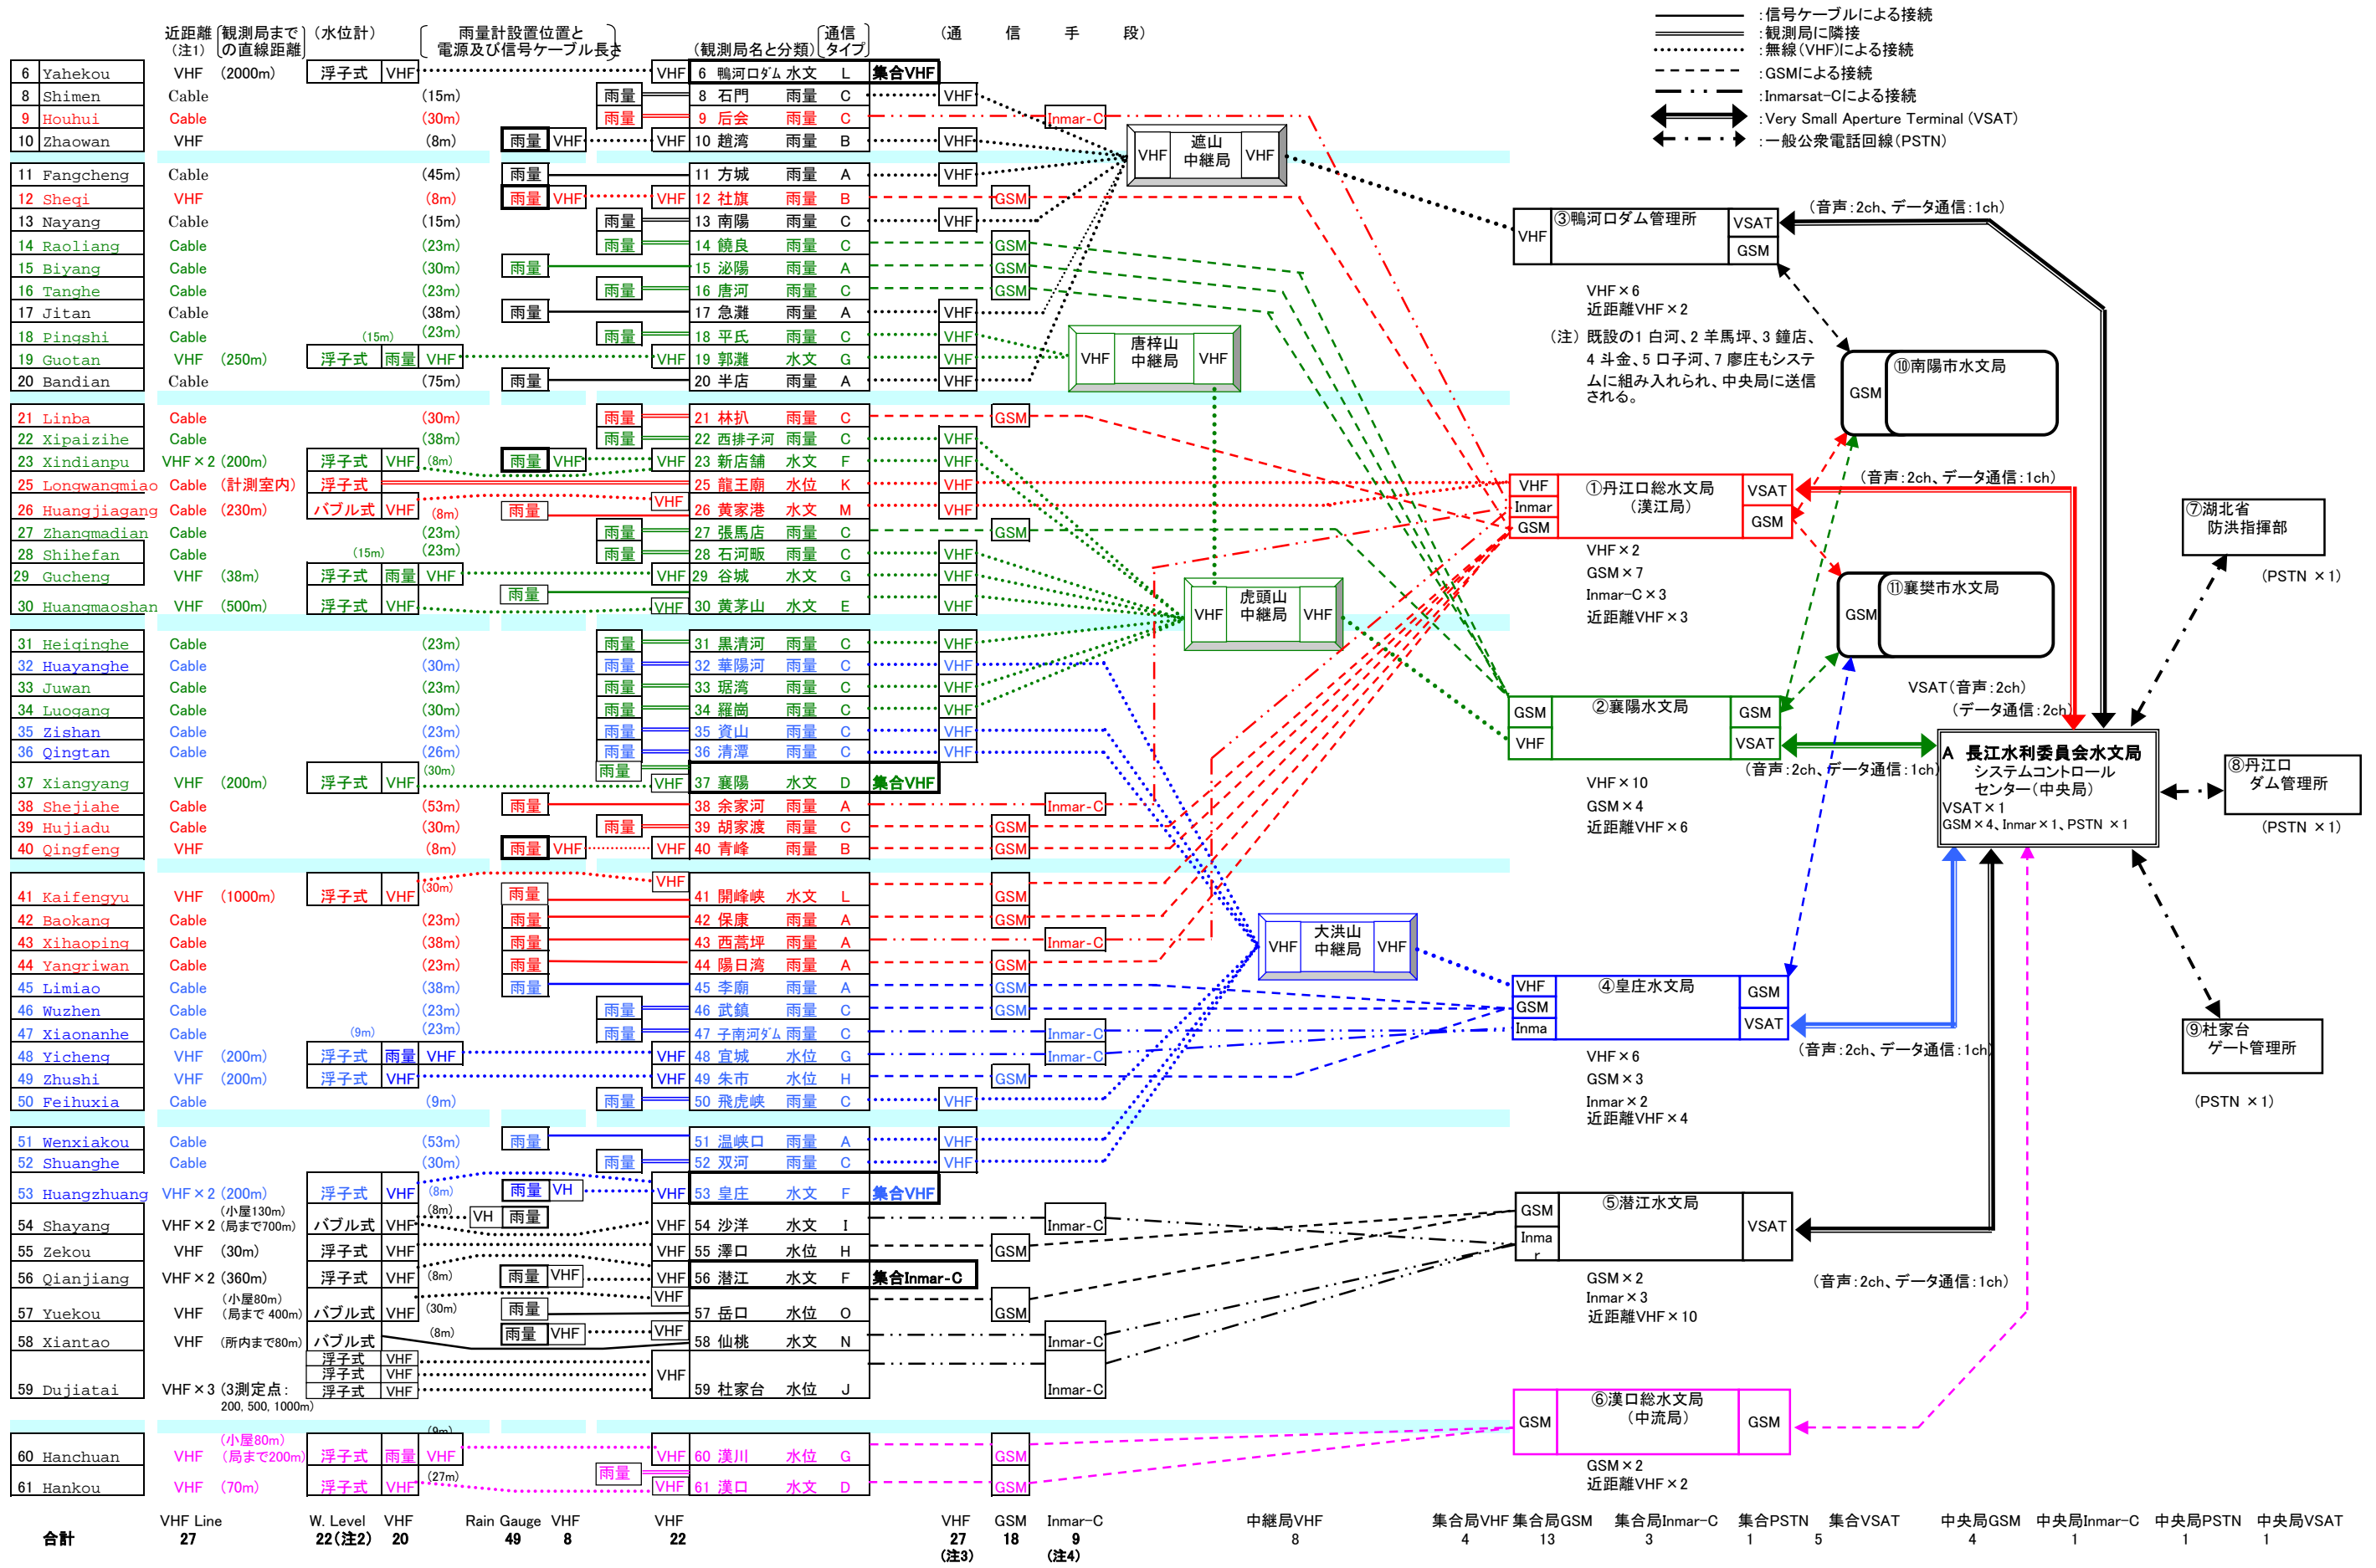 近距離 (観測局まで (水位計) 雨量計設置位置と 通信 (通 信 手 段)
(注1) の直線距離) 電源及び信号ケーブル長さ (観測局名と分類) タイプ
:信号ケーブルによる接続
:観測局に隣接
:無線(VHF)による接続
:GSMによる接続
:Inmarsat-Cによる接続
:Very Small Aperture Terminal (VSAT)
:一般公衆電話回線(PSTN)
6 Yahekou VHF (2000m) 浮子式 VHF VHF 6 鴨河口ダム 水文 L 集合VHF
8 Shimen Cable (15m) 雨量 8 石門 雨量 C VHF
9 Houhui Cable (30m) 雨量 9 后会 雨量 C Inmar-C
10 Zhaowan VHF (8m) 雨量 VHF VHF 10 趙湾 雨量 B VHF
11 Fangcheng Cable (45m) 雨量 11 方城 雨量 A VHF
12 Sheqi VHF (8m) 雨量 VHF VHF 12 社旗 雨量 B GSM
13 Nayang Cable (15m) 雨量 13 南陽 雨量 C VHF
14 Raoliang Cable (23m) 雨量 14 饒良 雨量 C GSM
15 Biyang Cable (30m) 雨量 15 泌陽 雨量 A GSM
16 Tanghe Cable (23m) 雨量 16 唐河 雨量 C GSM
17 Jitan Cable (38m) 雨量 17 急灘 雨量 A VHF
18 Pingshi Cable (15m) (23m) 雨量 18 平氏 雨量 C VHF
19 Guotan VHF (250m) 浮子式 雨量 VHF VHF 19 郭灘 水文 G VHF
20 Bandian Cable (75m) 雨量 20 半店 雨量 A VHF
21 Linba Cable (30m) 雨量 21 林扒 雨量 C GSM
22 Xipaizihe Cable (38m) 雨量 22 西排子河 雨量 C VHF
23 Xindianpu VHF×2 (200m) 浮子式 VHF (8m) 雨量 VHF VHF 23 新店舗 水文 F VHF
25 Longwangmiao Cable (計測室内) 浮子式 25 龍王廟 水位 K VHF
26 Huangjiagang Cable (230m) バブル式 VHF (8m) 雨量 VHF 26 黄家港 水文 M VHF
27 Zhangmadian Cable (23m) 雨量 27 張馬店 雨量 C GSM
28 Shihefan Cable (15m) (23m) 雨量 28 石河畈 雨量 C VHF
29 Gucheng VHF (38m) 浮子式 雨量 VHF VHF 29 谷城 水文 G VHF
30 Huangmaoshan VHF (500m) 浮子式 VHF 雨量 VHF 30 黄茅山 水文 E VHF
31 Heiqinghe Cable (23m) 雨量 31 黒清河 雨量 C VHF
32 Huayanghe Cable (30m) 雨量 32 華陽河 雨量 C VHF
33 Juwan Cable (23m) 雨量 33 琚湾 雨量 C VHF
34 Luogang Cable (30m) 雨量 34 羅崗 雨量 C VHF
35 Zishan Cable (23m) 雨量 35 資山 雨量 C VHF
36 Qingtan Cable (26m) 雨量 36 清潭 雨量 C VHF
37 Xiangyang VHF (200m) 浮子式 VHF (30m) 雨量 VHF 37 襄陽 水文 D 集合VHF
38 Shejiahe Cable (53m) 雨量 38 余家河 雨量 A Inmar-C
39 Hujiadu Cable (30m) 雨量 39 胡家渡 雨量 C GSM
40 Qingfeng VHF (8m) 雨量 VHF VHF 40 青峰 雨量 B GSM
41 Kaifengyu VHF (1000m) 浮子式 VHF (30m) 雨量 VHF 41 開峰峡 水文 L GSM
42 Baokang Cable (23m) 雨量 42 保康 雨量 A GSM
43 Xihaoping Cable (38m) 雨量 43 西蒿坪 雨量 A Inmar-C
44 Yangriwan Cable (23m) 雨量 44 陽日湾 雨量 A GSM
45 Limiao Cable (38m) 雨量 45 李廟 雨量 A GSM
46 Wuzhen Cable (23m) 雨量 46 武鎮 雨量 C GSM
47 Xiaonanhe Cable (9m) (23m) 雨量 47 子南河ダム 雨量 C Inmar-C
48 Yicheng VHF (200m) 浮子式 雨量 VHF VHF 48 宜城 水位 G Inmar-C
49 Zhushi VHF (200m) 浮子式 VHF VHF 49 朱市 水位 H GSM
50 Feihuxia Cable (9m) 雨量 50 飛虎峡 雨量 C VHF
51 Wenxiakou Cable (53m) 雨量 51 温峡口 雨量 A VHF
52 Shuanghe Cable (30m) 雨量 52 双河 雨量 C VHF
53 Huangzhuang VHF×2 (200m) 浮子式 VHF (8m) 雨量 VH VHF 53 皇庄 水文 F 集合VHF
(小屋130m) (8m)
54 Shayang VHF×2 (局まで700m) バブル式 VHF VH 雨量 VHF 54 沙洋 水文 I Inmar-C
55 Zekou VHF (30m) 浮子式 VHF VHF 55 澤口 水位 H GSM
56 Qianjiang VHF×2 (360m) 浮子式 VHF (8m) 雨量 VHF VHF 56 潜江 水文 F 集合Inmar-C
(小屋80m) VHF
57 Yuekou VHF (局まで 400m) バブル式 VHF (30m) 雨量 57 岳口 水位 O GSM
58 Xiantao VHF (所内まで80m) バブル式 (8m) 雨量 VHF VHF 58 仙桃 水文 N Inmar-C
浮子式 VHF
浮子式 VHF VHF
59 Dujiatai VHF×3 (3測定点: 浮子式 VHF 59 杜家台 水位 J Inmar-C
200, 500, 1000m)
(小屋80m) (9m)
60 Hanchuan VHF (局まで200m) 浮子式 雨量 VHF VHF 60 漢川 水位 G GSM
61 Hankou VHF (70m) 浮子式 VHF (27m) 雨量 VHF 61 漢口 水文 D GSM
VHF 遮山 VHF
中継局
VHF 唐梓山 VHF
中継局
VHF 虎頭山 VHF
中継局
VHF 大洪山 VHF
中継局
VHF ③鴨河口ダム管理所 VSAT
GSM
(音声:2ch、データ通信:1ch)
VHF×6
近距離VHF×2
(注) 既設の1 白河、2 羊馬坪、3 鐘店、
4 斗金、5 口子河、7 廖庄もシステ
ムに組み入れられ、中央局に送信
される。
GSM ⑩南陽市水文局
VHF ①丹江口総水文局 VSAT
Inmar (漢江局)
GSM GSM
(音声:2ch、データ通信:1ch)
VHF×2
GSM×7
Inmar-C×3
近距離VHF×3
GSM ⑪襄樊市水文局
GSM ②襄陽水文局 GSM
VHF VSAT
(音声:2ch、データ通信:1ch)
VHF×10
GSM×4
近距離VHF×6
VSAT(音声:2ch)
(データ通信:2ch)
A 長江水利委員会水文局
システムコントロール
センター(中央局)
VSAT×1
GSM×4、Inmar×1、PSTN ×1
⑦湖北省
防洪指揮部
(PSTN ×1)
⑧丹江口
ダム管理所
(PSTN ×1)
⑨杜家台
ゲート管理所
(PSTN ×1)
VHF ④皇庄水文局 GSM
GSM
Inma VSAT
(音声:2ch、データ通信:1ch)
VHF×6
GSM×3
Inmar×2
近距離VHF×4
GSM ⑤潜江水文局 VSAT
Inma
r
(音声:2ch、データ通信:1ch)
GSM×2
Inmar×3
近距離VHF×10
GSM ⑥漢口総水文局 GSM
(中流局)
GSM×2
近距離VHF×2
VHF Line W. Level VHF Rain Gauge VHF VHF VHF GSM Inmar-C 中継局VHF 集合局VHF 集合局GSM 集合局Inmar-C 集合PSTN 集合VSAT 中央局GSM 中央局Inmar-C 中央局PSTN 中央局VSAT
合計 27 22(注2) 20 49 8 22 27 18 9 8 4 13 3 1 5 4 1 1 1
(注3) (注4)